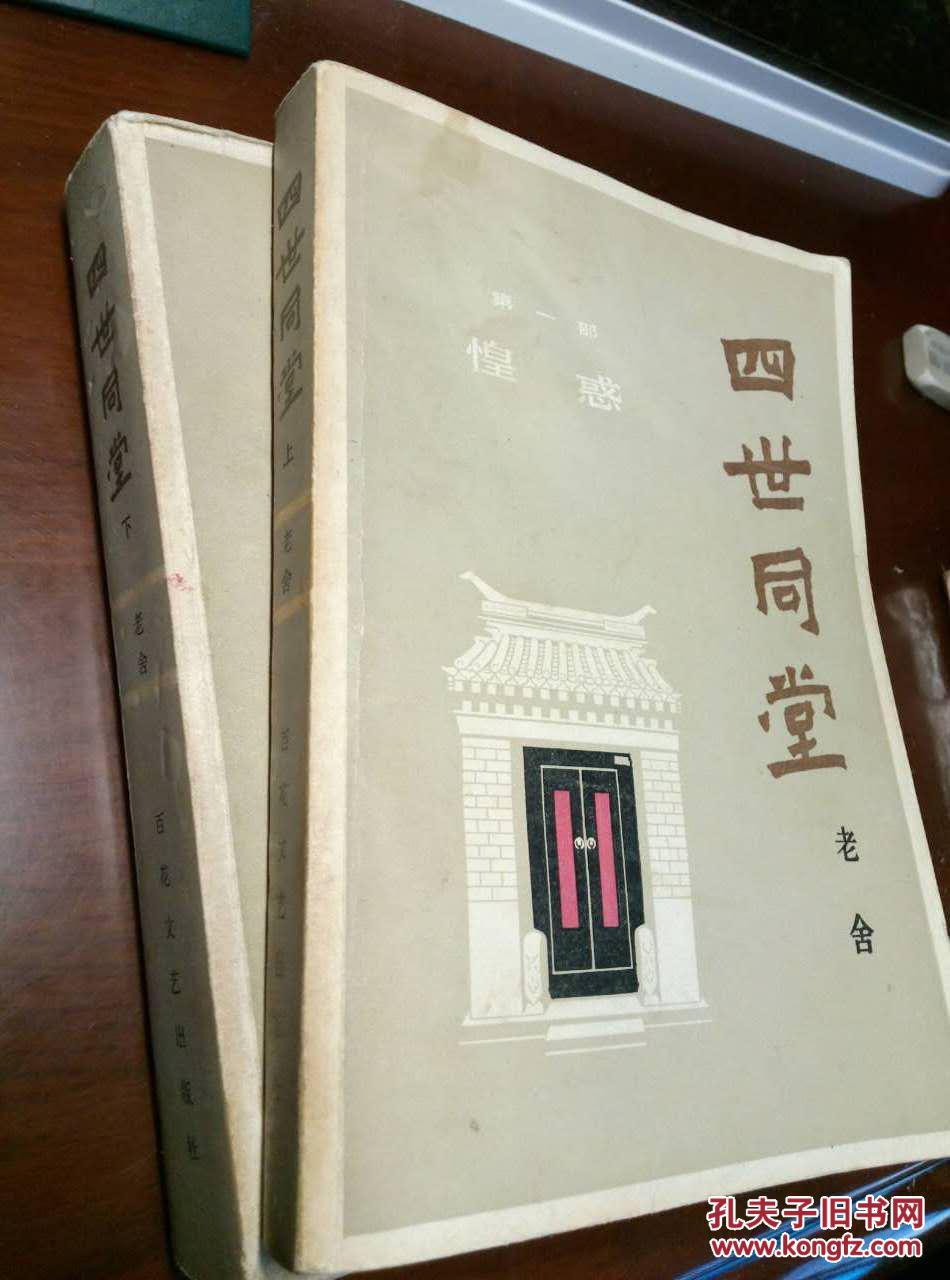 四世同堂 下 老舍 百花文艺出版社
四世同堂 上 老舍 百花文艺出
第一部
惶惑
四世同堂
老舍
孔夫子旧书网
www.kongfz.com